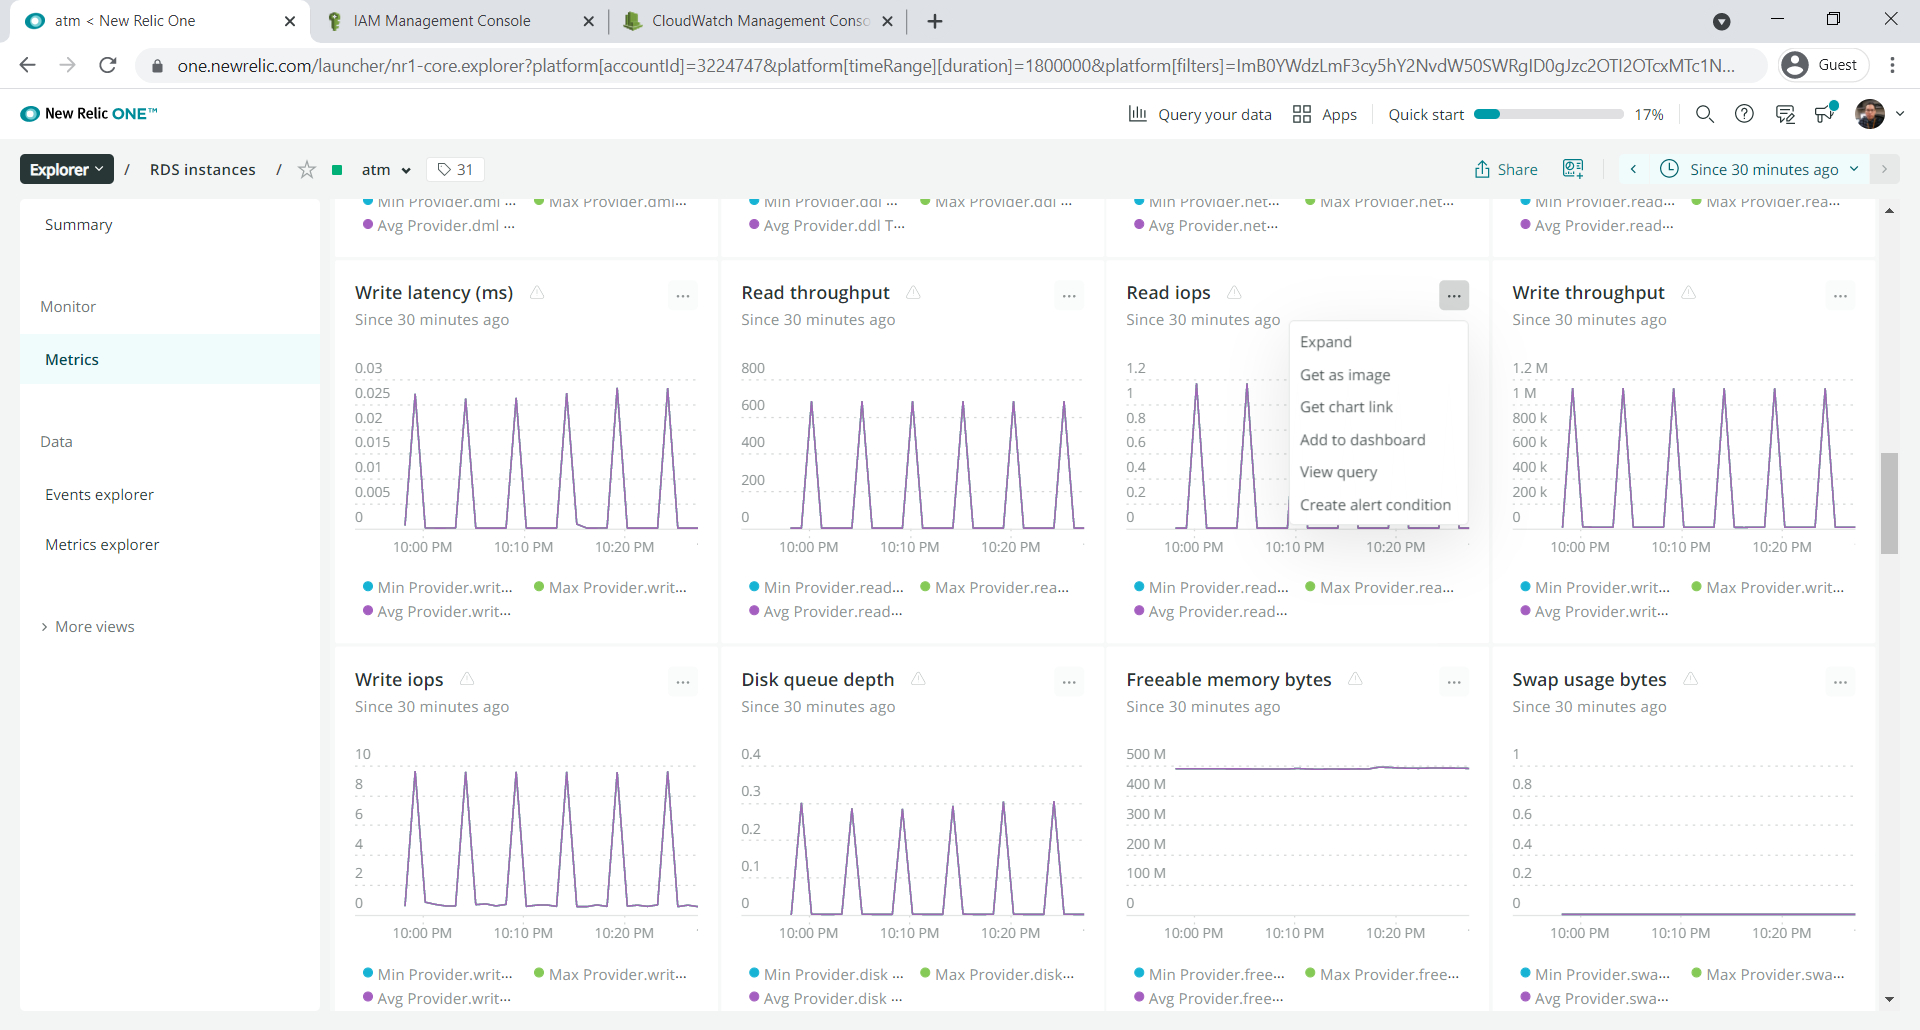 atm < New Relic One
IAM Management Console
CloudWatch Management Conso
one.newrelic.com/launcher/nr1-core.explorer?platform[accountId]=3224747&platform[timeRange][duration]=1800000&platform[filters]=ImB0YWdzLmF3cy5hY2NvdW50SWRgID0gJzc2OTI2OTcxMTc1N...
Guest
New Relic ONE™
Query your data
Apps
Quick start
17%
Explorer
/
RDS instances
/
atm
31
Share
Since 30 minutes ago
Summary
Monitor
Metrics
Data
Events explorer
Metrics explorer
More views
Min Provider.dml ...
Max Provider.dml...
Avg Provider.dml ...
Min Provider.ddl ...
Max Provider.ddl ...
Avg Provider.ddl T...
Min Provider.net...
Max Provider.net...
Avg Provider.net...
Min Provider.read...
Max Provider.rea...
Avg Provider.read...
Write latency (ms)
Since 30 minutes ago
0.03
0.025
0.02
0.015
0.01
0.005
0
10:00 PM
10:10 PM
10:20 PM
Min Provider.writ...
Max Provider.writ...
Avg Provider.writ...
Read throughput
Since 30 minutes ago
800
600
400
200
0
10:00 PM
10:10 PM
10:20 PM
Min Provider.read...
Max Provider.rea...
Avg Provider.read...
Read iops
Since 30 minutes ago
1.2
1
0.8
0.6
0.4
0.2
0
10:00 PM
10:10 PM
10:20 PM
Min Provider.read...
Max Provider.rea...
Avg Provider.read...
Expand
Get as image
Get chart link
Add to dashboard
View query
Create alert condition
Write throughput
Since 30 minutes ago
1.2 M
1 M
800 k
600 k
400 k
200 k
0
10:00 PM
10:10 PM
10:20 PM
Min Provider.writ...
Max Provider.writ...
Avg Provider.writ...
Write iops
Since 30 minutes ago
10
8
6
4
2
0
10:00 PM
10:10 PM
10:20 PM
Min Provider.writ...
Max Provider.writ...
Avg Provider.writ...
Disk queue depth
Since 30 minutes ago
0.4
0.3
0.2
0.1
0
10:00 PM
10:10 PM
10:20 PM
Min Provider.disk ...
Max Provider.disk...
Avg Provider.disk ...
Freeable memory bytes
Since 30 minutes ago
500 M
400 M
300 M
200 M
100 M
0
10:00 PM
10:10 PM
10:20 PM
Min Provider.free...
Max Provider.free...
Avg Provider.free...
Swap usage bytes
Since 30 minutes ago
1
0.8
0.6
0.4
0.2
0
10:00 PM
10:10 PM
10:20 PM
Min Provider.swa...
Max Provider.swa...
Avg Provider.swa...